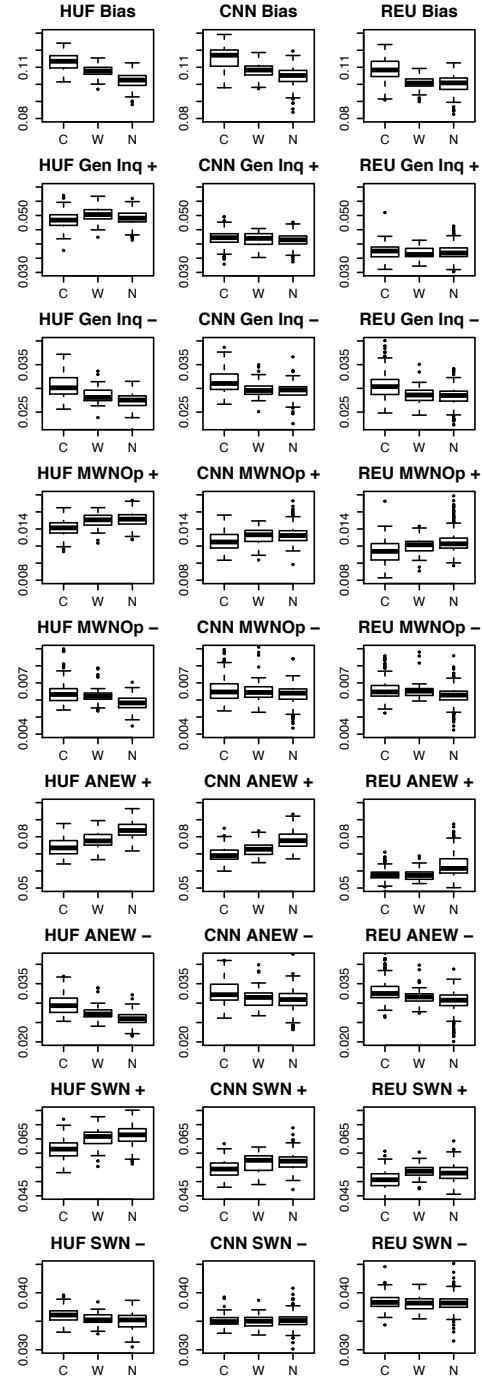 HUF Bias CNN Bias REU Bias
0.08 0.11 0.08 0.11 0.08 0.11
C W N C W N C W N
HUF Gen Inq + CNN Gen Inq + REU Gen Inq +
0.030 0.050 0.030 0.050 0.030 0.050
C W N C W N C W N
HUF Gen Inq − CNN Gen Inq − REU Gen Inq −
0.025 0.035 0.025 0.035 0.025 0.035
C W N C W N C W N
HUF MWNOp + CNN MWNOp + REU MWNOp +
0.008 0.014 0.008 0.014 0.008 0.014
C W N C W N C W N
HUF MWNOp − CNN MWNOp − REU MWNOp −
0.004 0.007 0.004 0.007 0.004 0.007
C W N C W N C W N
HUF ANEW + CNN ANEW + REU ANEW +
0.05 0.08 0.05 0.08 0.05 0.08
C W N C W N C W N
HUF ANEW − CNN ANEW − REU ANEW −
0.020 0.035 0.020 0.035 0.020 0.035
C W N C W N C W N
HUF SWN + CNN SWN + REU SWN +
0.045 0.065 0.045 0.065 0.045 0.065
C W N C W N C W N
HUF SWN − CNN SWN − REU SWN −
0.030 0.040 0.030 0.040 0.030 0.040
C W N C W N C W N